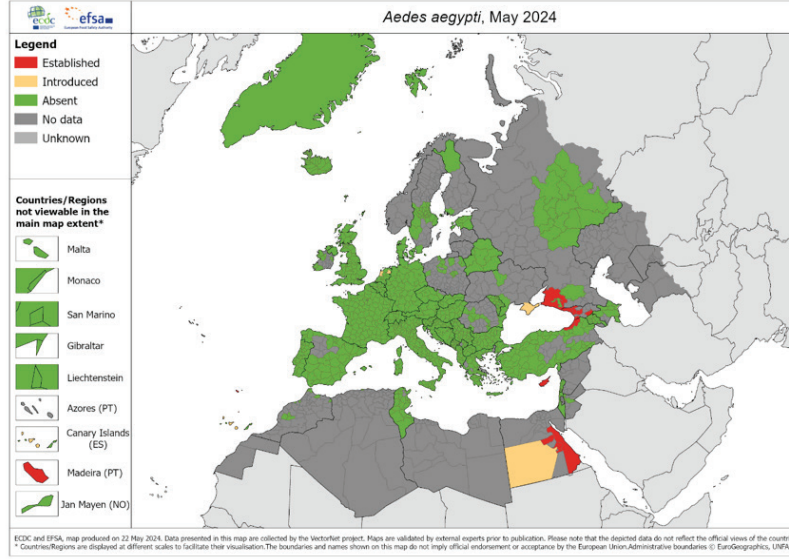 ecdc
efsa
European Food Safety Authority
Aedes aegypti, May 2024
Legend
Established
Introduced
Absent
No data
Unknown
Countries/Regions
not viewable in the
main map extent*
Malta
Monaco
San Marino
Gibraltar
Liechtenstein
Azores (PT)
Canary Islands
(ES)
Madeira (PT)
Jan Mayen (NO)
ECDC and EFSA, map produced on 22 May 2024. Data presented in this map are collected by the VectorNet project. Maps are validated by external experts prior to publication. Please note that the depicted data do not reflect the official views of the countr
* Countries/Regions are displayed at different scales to facilitate their visualisation.The boundaries and names shown on this map do not imply official endorsement or acceptance by the European Union.Administrative boundaries © EuroGeographics, UNFA